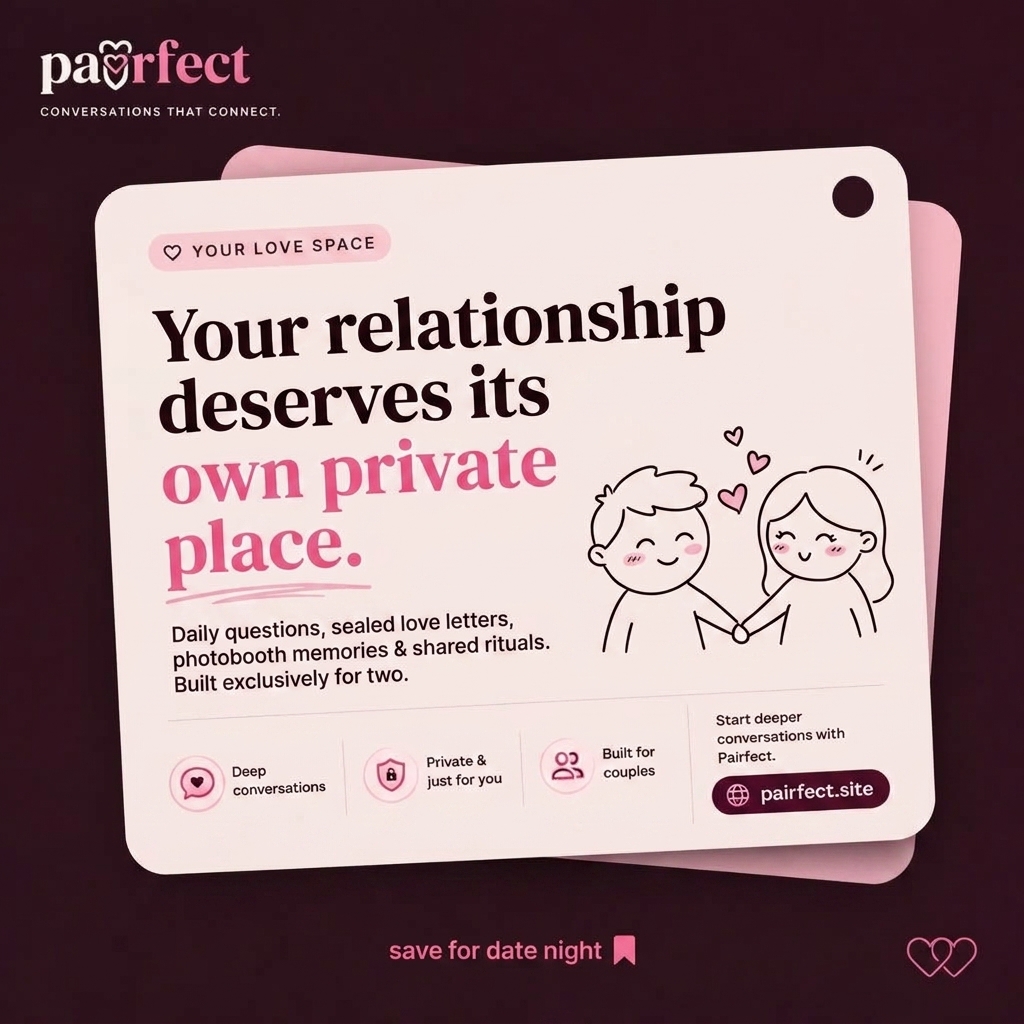 pairfect
CONVERSATIONS THAT CONNECT.
YOUR LOVE SPACE
Your relationship
deserves its
own private
place.
Daily questions, sealed love letters,
photobooth memories & shared rituals.
Built exclusively for two.
Deep
conversations
Private &
just for you
Built for
couples
Start deeper
conversations with
Pairfect.
pairfect.site
save for date night